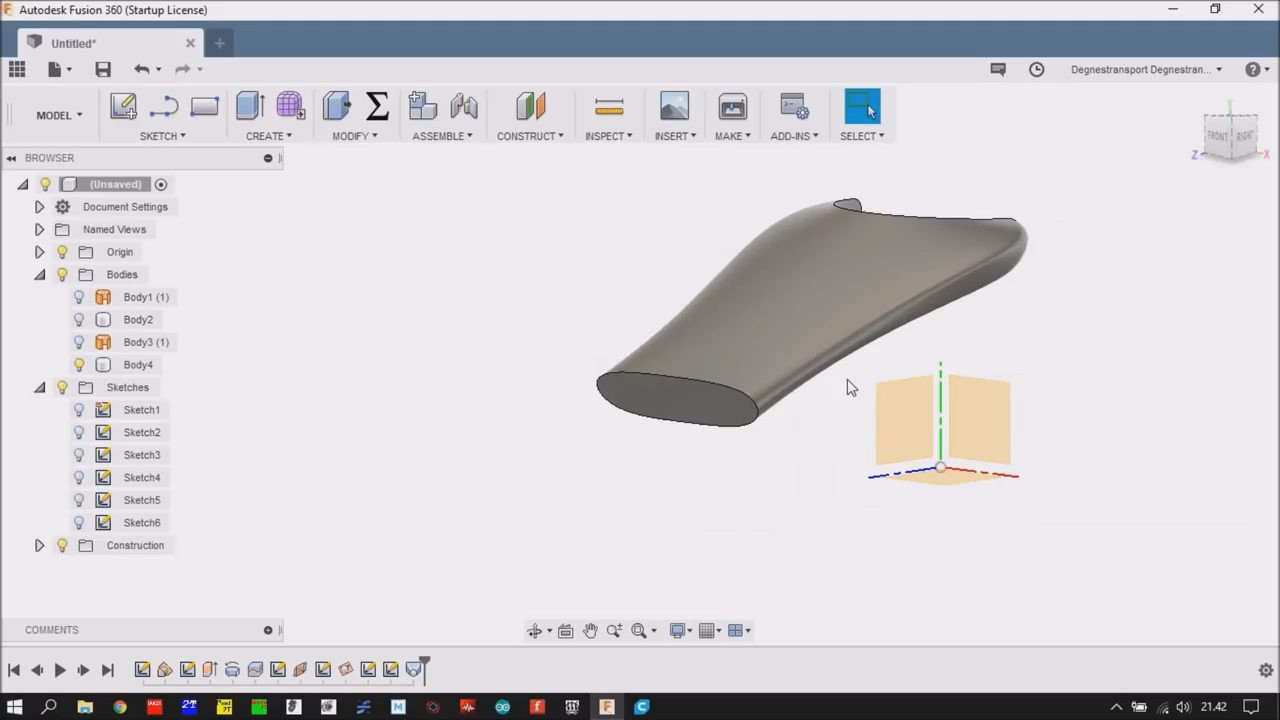 Autodesk Fusion 360 (Startup License)
Untitled*
Degnestransport Degnestran...
MODEL
SKETCH
CREATE
MODIFY
ASSEMBLE
CONSTRUCT
INSPECT
INSERT
MAKE
ADD-INS
SELECT
FRONT
RIGHT
Z
X
BROWSER
(Unsaved)
Document Settings
Named Views
Origin
Bodies
Body1 (1)
Body2
Body3 (1)
Body4
Sketches
Sketch1
Sketch2
Sketch3
Sketch4
Sketch5
Sketch6
Construction
COMMENTS
21.42